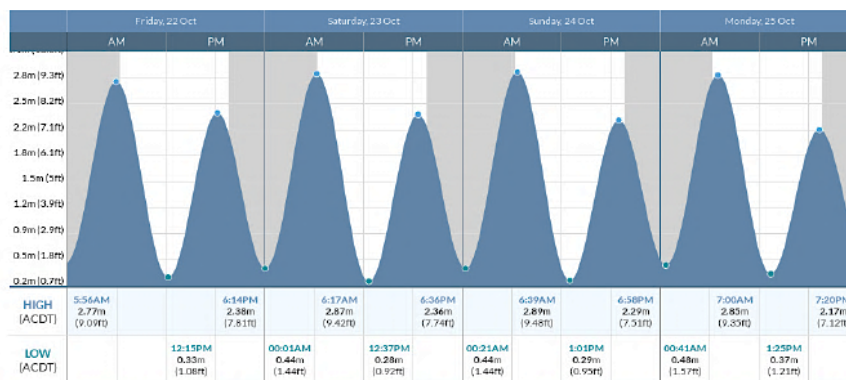 Friday, 22 Oct Saturday, 23 Oct Sunday, 24 Oct Monday, 25 Oct
AM PM AM PM AM PM AM PM
2.8m (9.3ft)
2.5m (8.2ft)
2.2m (7.1ft)
1.8m (6.1ft)
1.5m (5ft)
1.2m (3.9ft)
0.9m (2.9ft)
0.5m (1.8ft)
0.2m (0.7ft)
HIGH
(ACDT)
5:56AM 6:14PM 6:17AM 6:36PM 6:39AM 6:58PM 7:00AM 7:20PM
2.77m 2.38m 2.87m 2.36m 2.89m 2.29m 2.85m 2.17m
(9.09ft) (7.81ft) (9.42ft) (7.74ft) (9.48ft) (7.51ft) (9.35ft) (7.12ft)
LOW
(ACDT)
12:15PM 00:01AM 12:37PM 00:21AM 1:01PM 00:41AM 1:25PM
0.33m 0.44m 0.28m 0.44m 0.29m 0.48m 0.37m
(1.08ft) (1.44ft) (0.92ft) (1.44ft) (0.95ft) (1.57ft) (1.21ft)